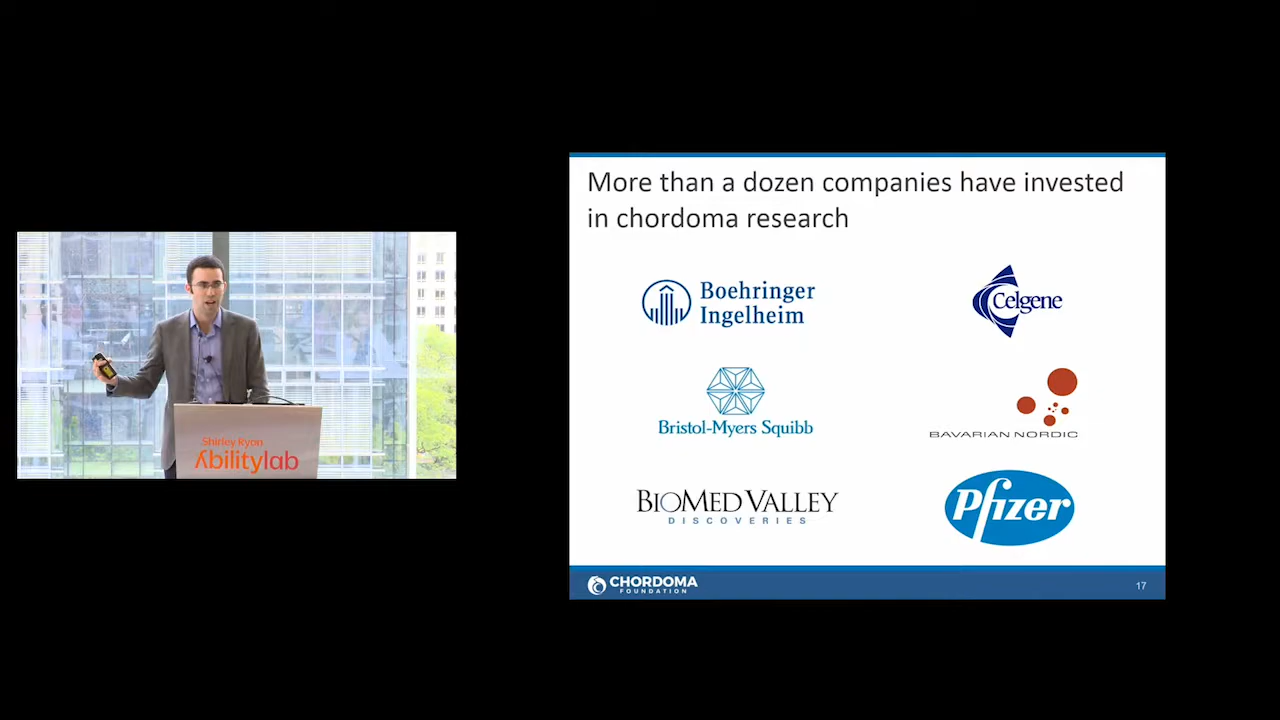 Shirley Ryan
Abilitylab
More than a dozen companies have invested
in chordoma research
Boehringer
Ingelheim
Celgene
Bristol-Myers Squibb
BAVARIAN NORDIC
BIOMED VALLEY
DISCOVERIES
Pfizer
CHORDOMA
FOUNDATION
17